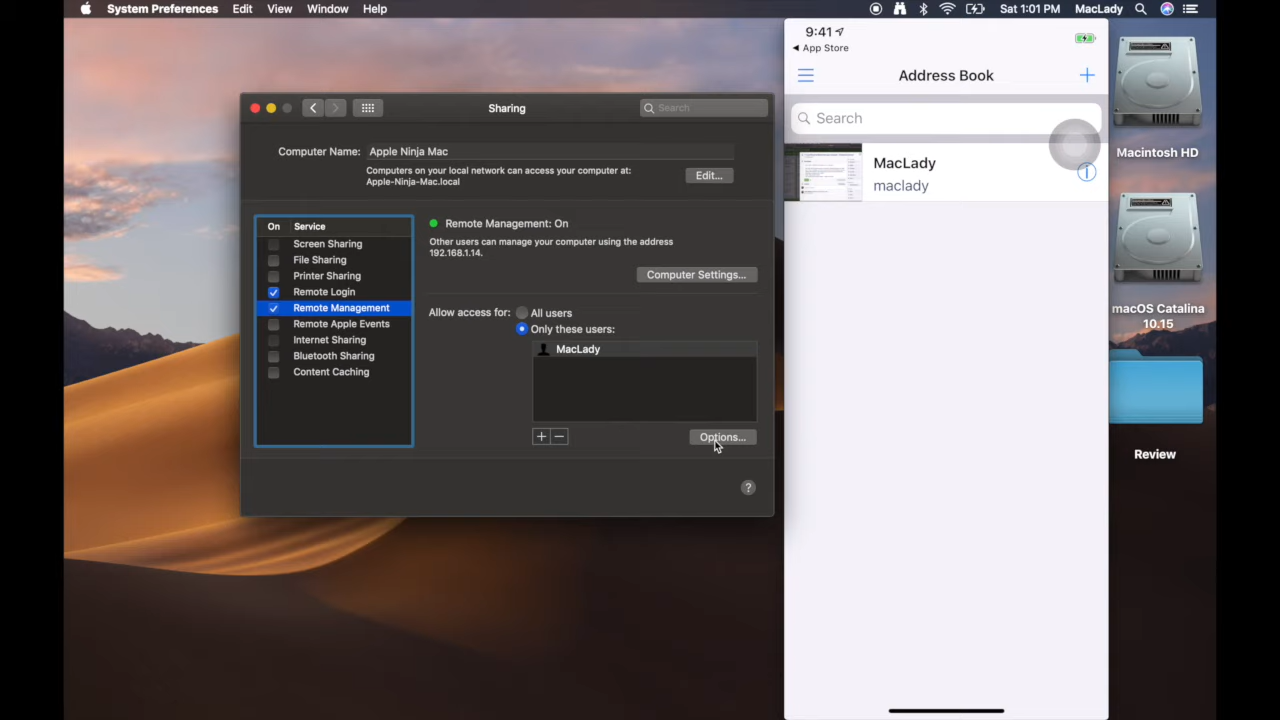 System Preferences Edit View Window Help
Sat 1:01 PM MacLady
Sharing
Search
Computer Name: Apple Ninja Mac
Computers on your local network can access your computer at:
Apple-Ninja-Mac.local
Edit...
On Service
Screen Sharing
File Sharing
Printer Sharing
Remote Login
Remote Management
Remote Apple Events
Internet Sharing
Bluetooth Sharing
Content Caching
Remote Management: On
Other users can manage your computer using the address
192.168.1.14.
Computer Settings...
Allow access for: All users
Only these users:
MacLady
+ −
Options...
?
9:41
App Store
Address Book
Search
MacLady
maclady
Macintosh HD
macOS Catalina
10.15
Review